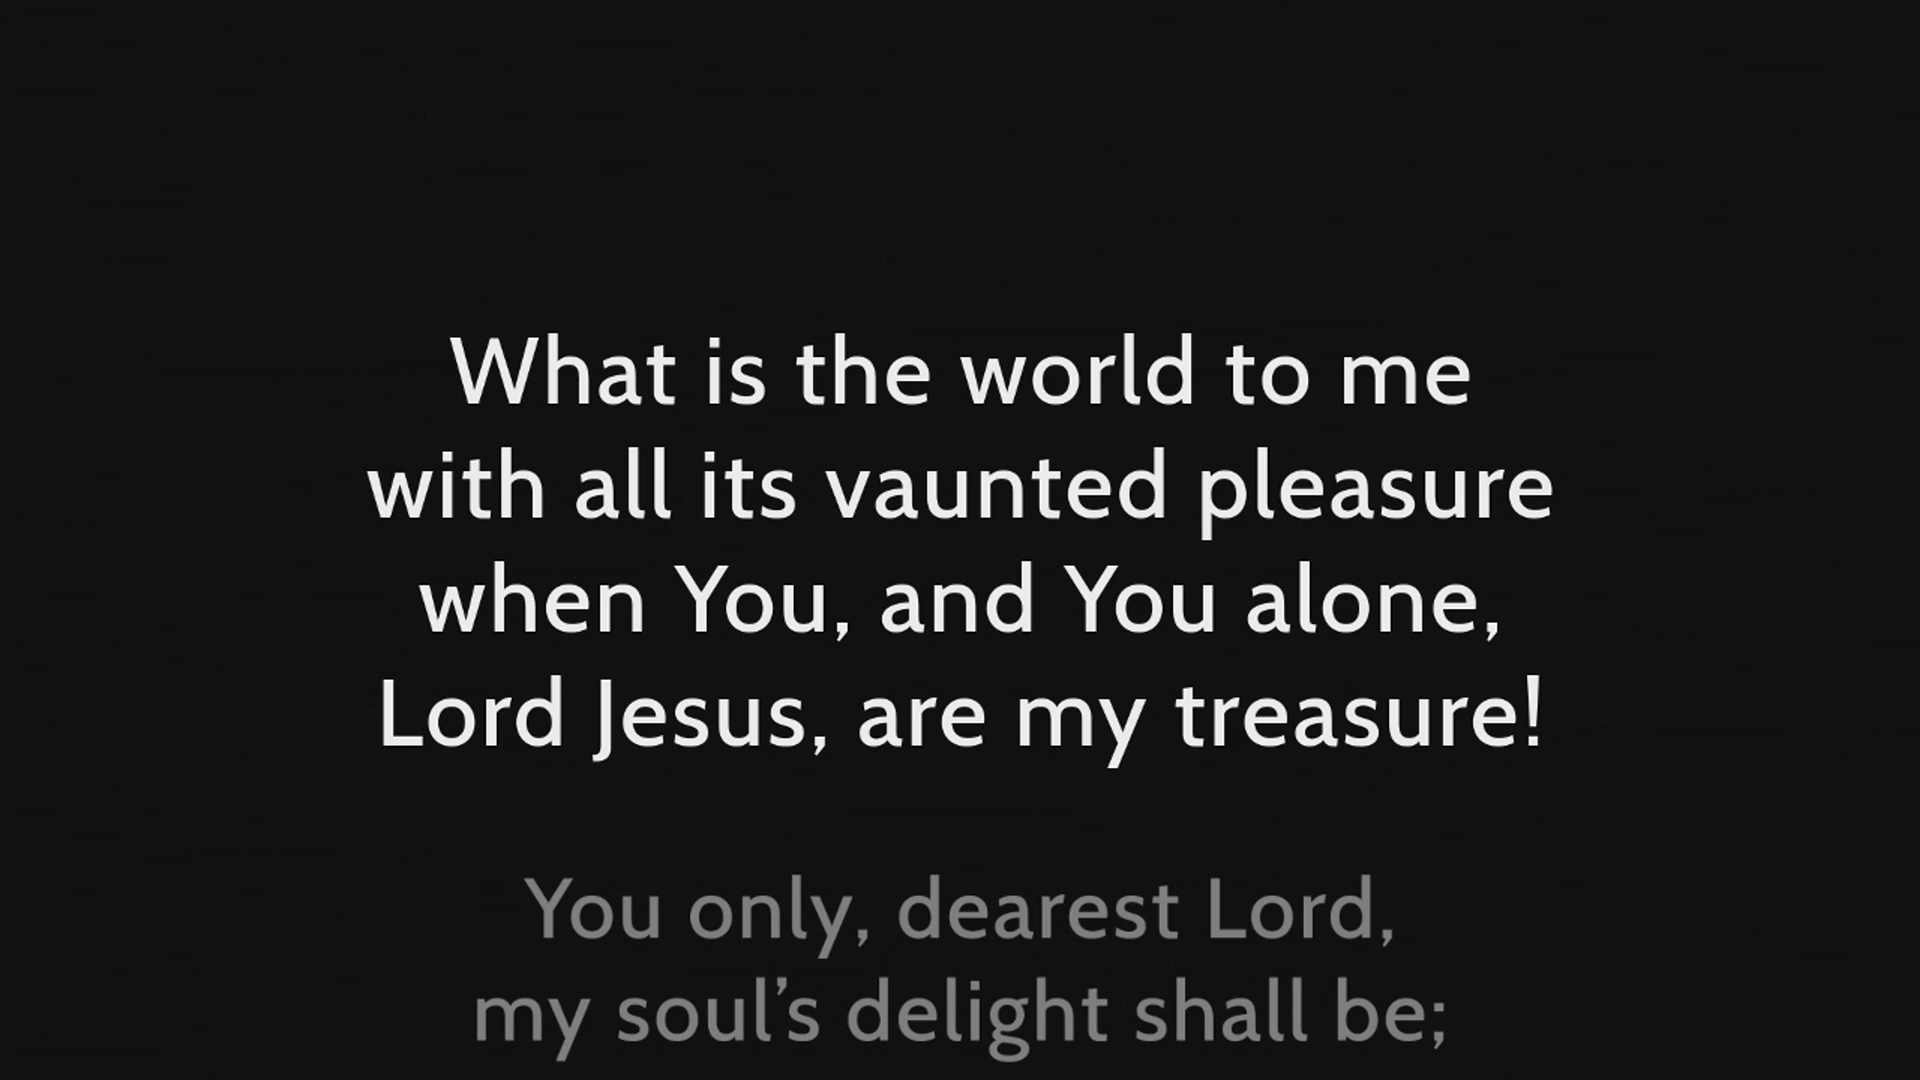 What is the world to me
with all its vaunted pleasure
when You, and You alone,
Lord Jesus, are my treasure!
You only, dearest Lord,
my soul’s delight shall be;